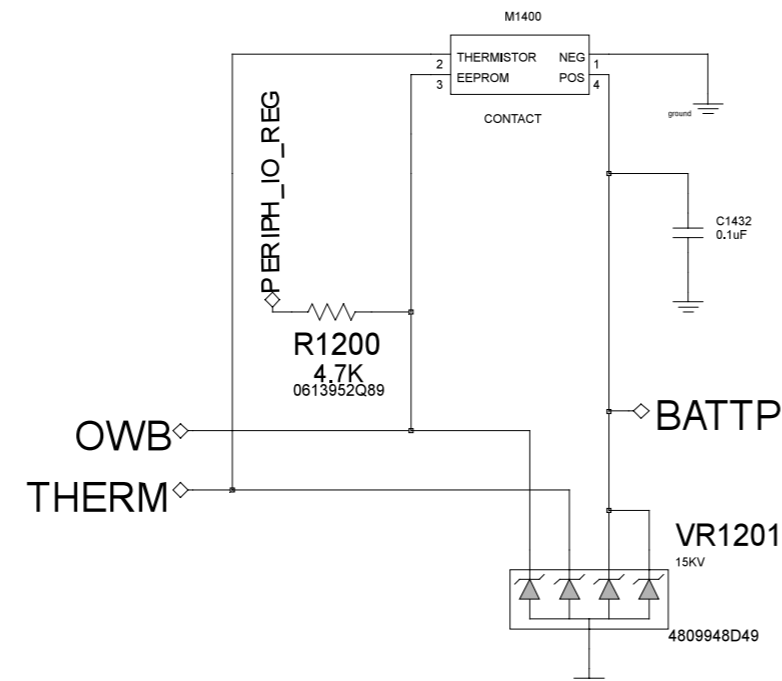 M1400
THERMISTOR NEG
2 1
EEPROM POS
3 4
CONTACT
ground
PERIPH_IO_REG
C1432
0.1uF
R1200
4.7K
0613952Q89
BATTP
OWB
THERM
VR1201
15KV
4809948D49